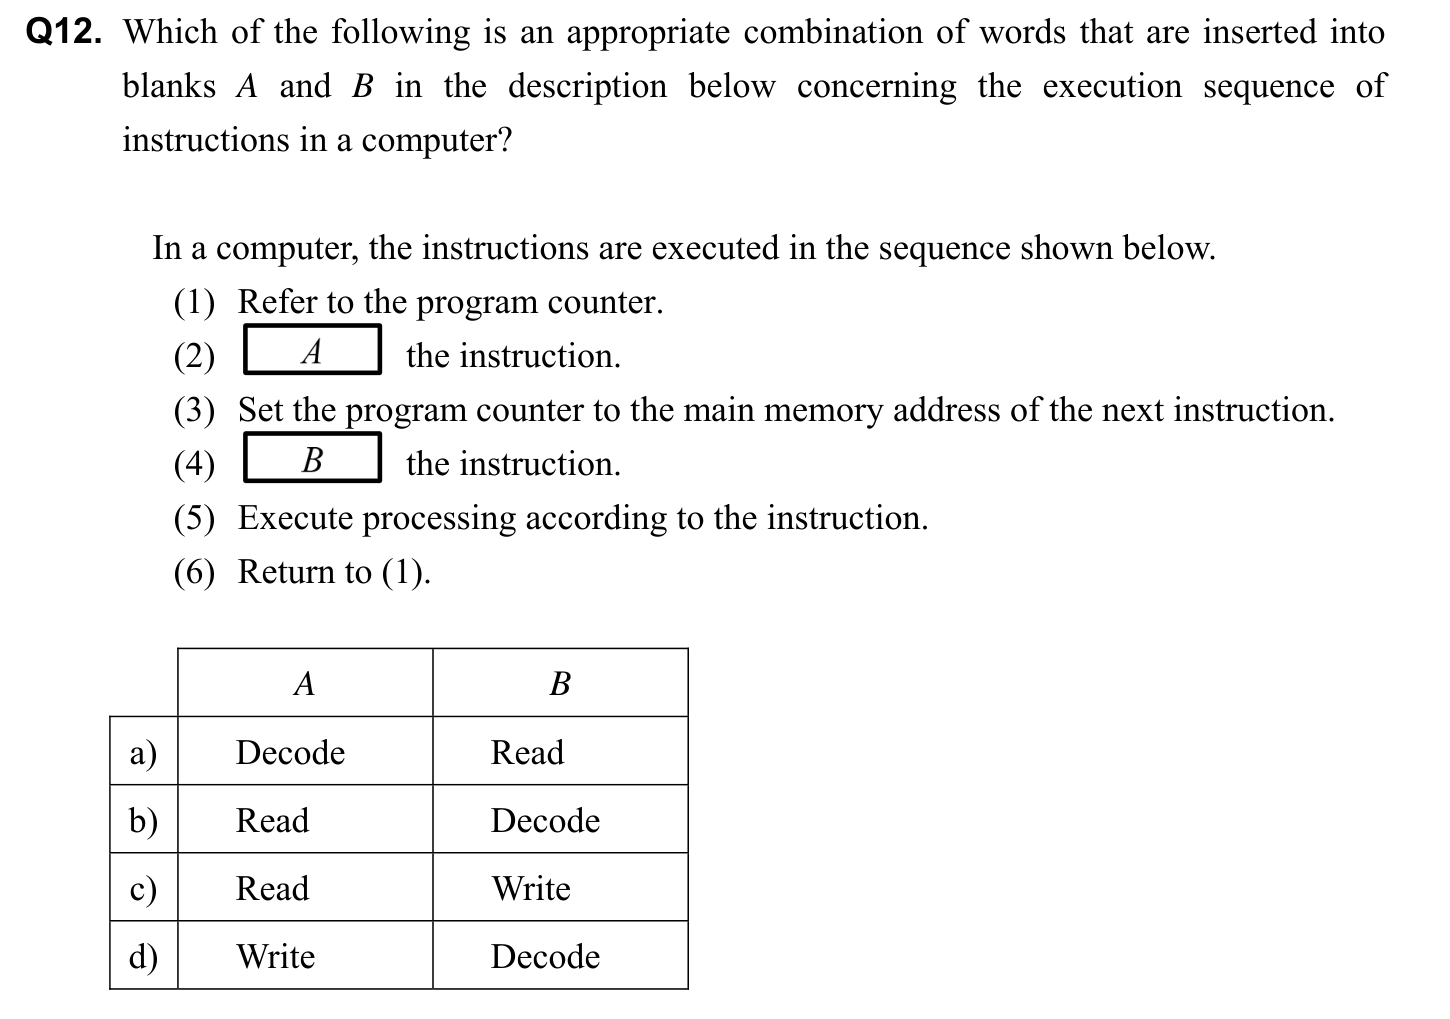 Q12. Which of the following is an appropriate combination of words that are inserted into
blanks A and B in the description below concerning the execution sequence of
instructions in a computer?
In a computer, the instructions are executed in the sequence shown below.
(1) Refer to the program counter.
(2) A the instruction.
(3) Set the program counter to the main memory address of the next instruction.
(4) B the instruction.
(5) Execute processing according to the instruction.
(6) Return to (1).
A B
a) Decode Read
b) Read Decode
c) Read Write
d) Write Decode